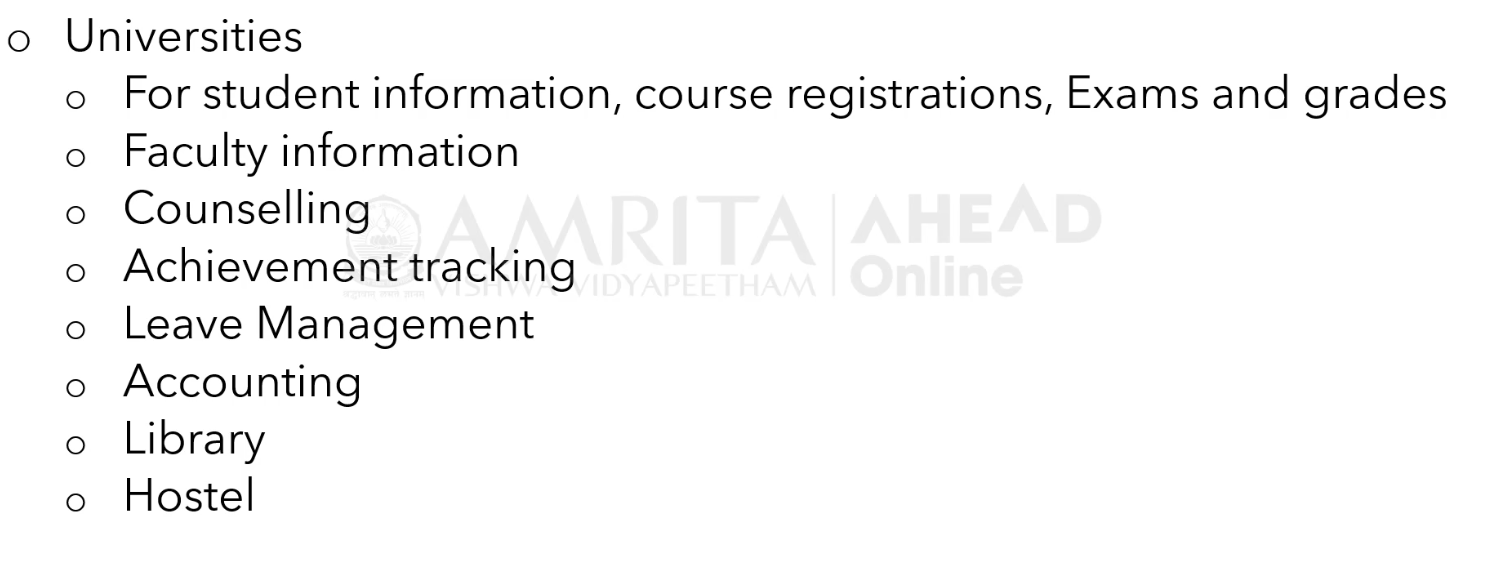 Universities
For student information, course registrations, Exams and grades
Faculty information
Counselling
Achievement tracking
Leave Management
Accounting
Library
Hostel
AMRITA
VISHWA VIDYAPEETHAM
AHEAD
Online